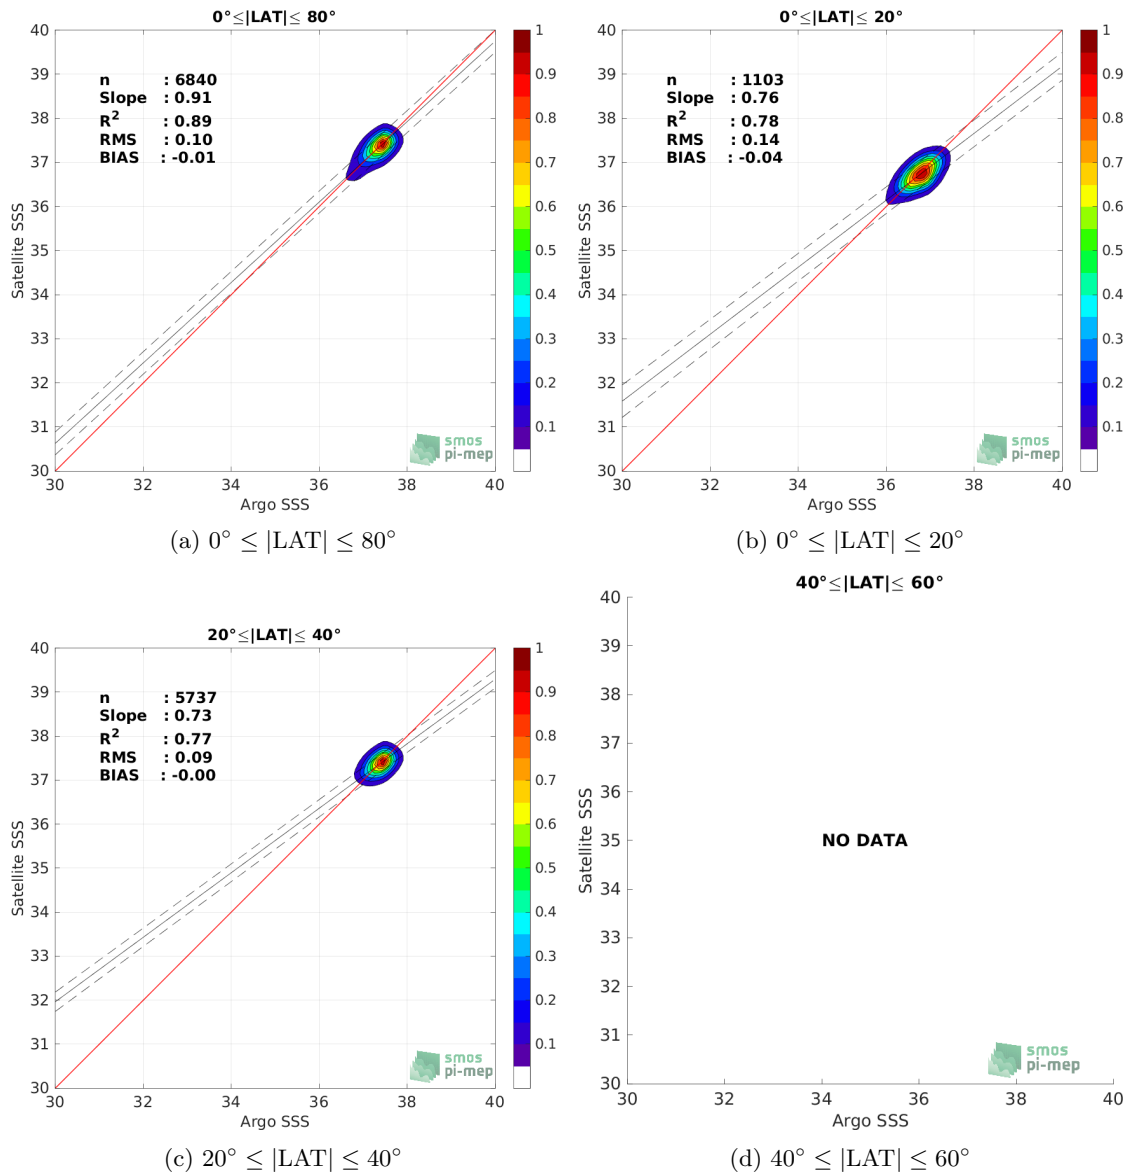 0°≤|LAT|≤ 80°
40
39
38
37
36
35
34
33
32
31
30
Satellite SSS
n : 6840
Slope : 0.91
R² : 0.89
RMS : 0.10
BIAS : -0.01
smos
pi-mep
30 32 34 36 38 40
Argo SSS
1
0.9
0.8
0.7
0.6
0.5
0.4
0.3
0.2
0.1
(a) 0° ≤ |LAT| ≤ 80°
0°≤|LAT|≤ 20°
40
39
38
37
36
35
34
33
32
31
30
Satellite SSS
n : 1103
Slope : 0.76
R² : 0.78
RMS : 0.14
BIAS : -0.04
smos
pi-mep
30 32 34 36 38 40
Argo SSS
1
0.9
0.8
0.7
0.6
0.5
0.4
0.3
0.2
0.1
(b) 0° ≤ |LAT| ≤ 20°
20°≤|LAT|≤ 40°
40
39
38
37
36
35
34
33
32
31
30
Satellite SSS
n : 5737
Slope : 0.73
R² : 0.77
RMS : 0.09
BIAS : -0.00
smos
pi-mep
30 32 34 36 38 40
Argo SSS
1
0.9
0.8
0.7
0.6
0.5
0.4
0.3
0.2
0.1
(c) 20° ≤ |LAT| ≤ 40°
40°≤|LAT|≤ 60°
40
39
38
37
36
35
34
33
32
31
30
Satellite SSS
NO DATA
smos
pi-mep
30 32 34 36 38 40
Argo SSS
(d) 40° ≤ |LAT| ≤ 60°